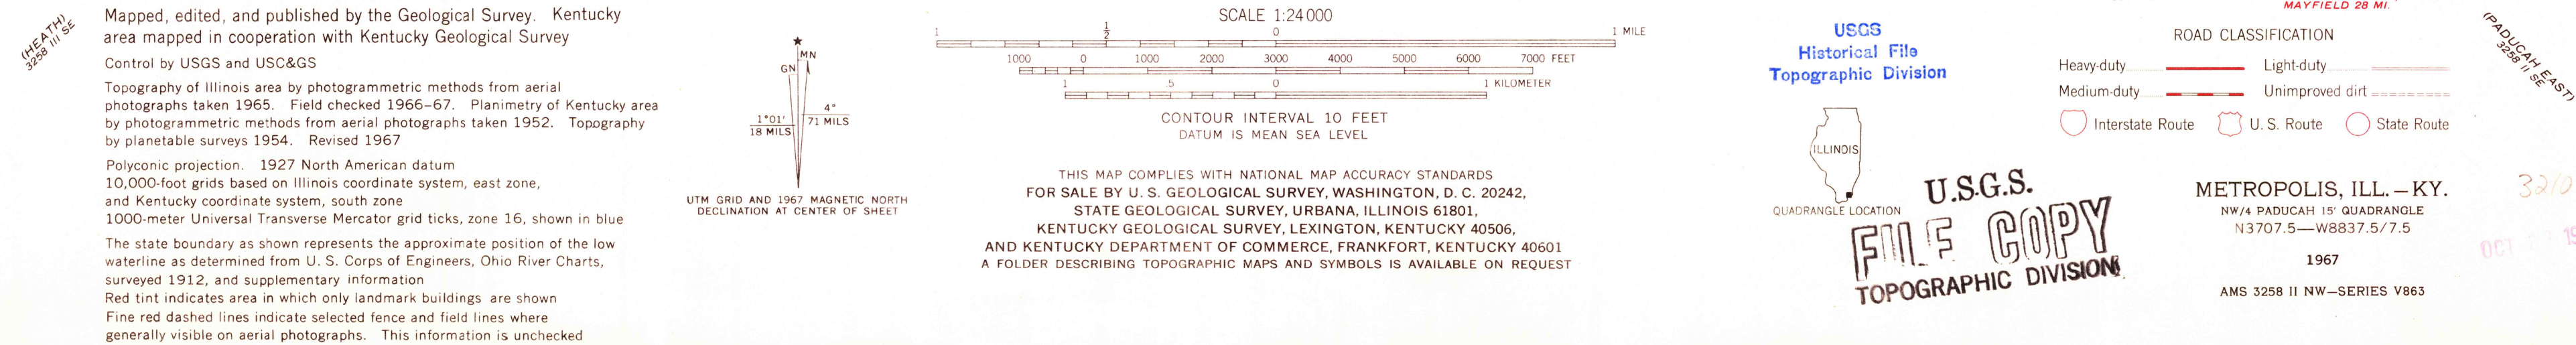 (HEATH)
3258 III SE
Mapped, edited, and published by the Geological Survey. Kentucky
area mapped in cooperation with Kentucky Geological Survey
Control by USGS and USC&GS
Topography of Illinois area by photogrammetric methods from aerial
photographs taken 1965. Field checked 1966–67. Planimetry of Kentucky area
by photogrammetric methods from aerial photographs taken 1952. Topography
by planetable surveys 1954. Revised 1967
Polyconic projection. 1927 North American datum
10,000-foot grids based on Illinois coordinate system, east zone,
and Kentucky coordinate system, south zone
1000-meter Universal Transverse Mercator grid ticks, zone 16, shown in blue
The state boundary as shown represents the approximate position of the low
waterline as determined from U. S. Corps of Engineers, Ohio River Charts,
surveyed 1912, and supplementary information
Red tint indicates area in which only landmark buildings are shown
Fine red dashed lines indicate selected fence and field lines where
generally visible on aerial photographs. This information is unchecked
MN
GN
1°01′
18 MILS
4°
71 MILS
UTM GRID AND 1967 MAGNETIC NORTH
DECLINATION AT CENTER OF SHEET
SCALE 1:24 000
1 1/2 0 1 MILE
1000 0 1000 2000 3000 4000 5000 6000 7000 FEET
1 .5 0 1 KILOMETER
CONTOUR INTERVAL 10 FEET
DATUM IS MEAN SEA LEVEL
THIS MAP COMPLIES WITH NATIONAL MAP ACCURACY STANDARDS
FOR SALE BY U. S. GEOLOGICAL SURVEY, WASHINGTON, D. C. 20242,
STATE GEOLOGICAL SURVEY, URBANA, ILLINOIS 61801,
KENTUCKY GEOLOGICAL SURVEY, LEXINGTON, KENTUCKY 40506,
AND KENTUCKY DEPARTMENT OF COMMERCE, FRANKFORT, KENTUCKY 40601
A FOLDER DESCRIBING TOPOGRAPHIC MAPS AND SYMBOLS IS AVAILABLE ON REQUEST
USGS
Historical File
Topographic Division
ILLINOIS
QUADRANGLE LOCATION
U.S.G.S.
FILE COPY
TOPOGRAPHIC DIVISION
MAYFIELD 28 MI.
ROAD CLASSIFICATION
Heavy-duty Light-duty
Medium-duty Unimproved dirt
Interstate Route U. S. Route State Route
METROPOLIS, ILL.–KY.
NW/4 PADUCAH 15′ QUADRANGLE
N3707.5—W8837.5/7.5
1967
AMS 3258 II NW–SERIES V863
(PADUCAH EAST)
3258 II SE
3210
OCT